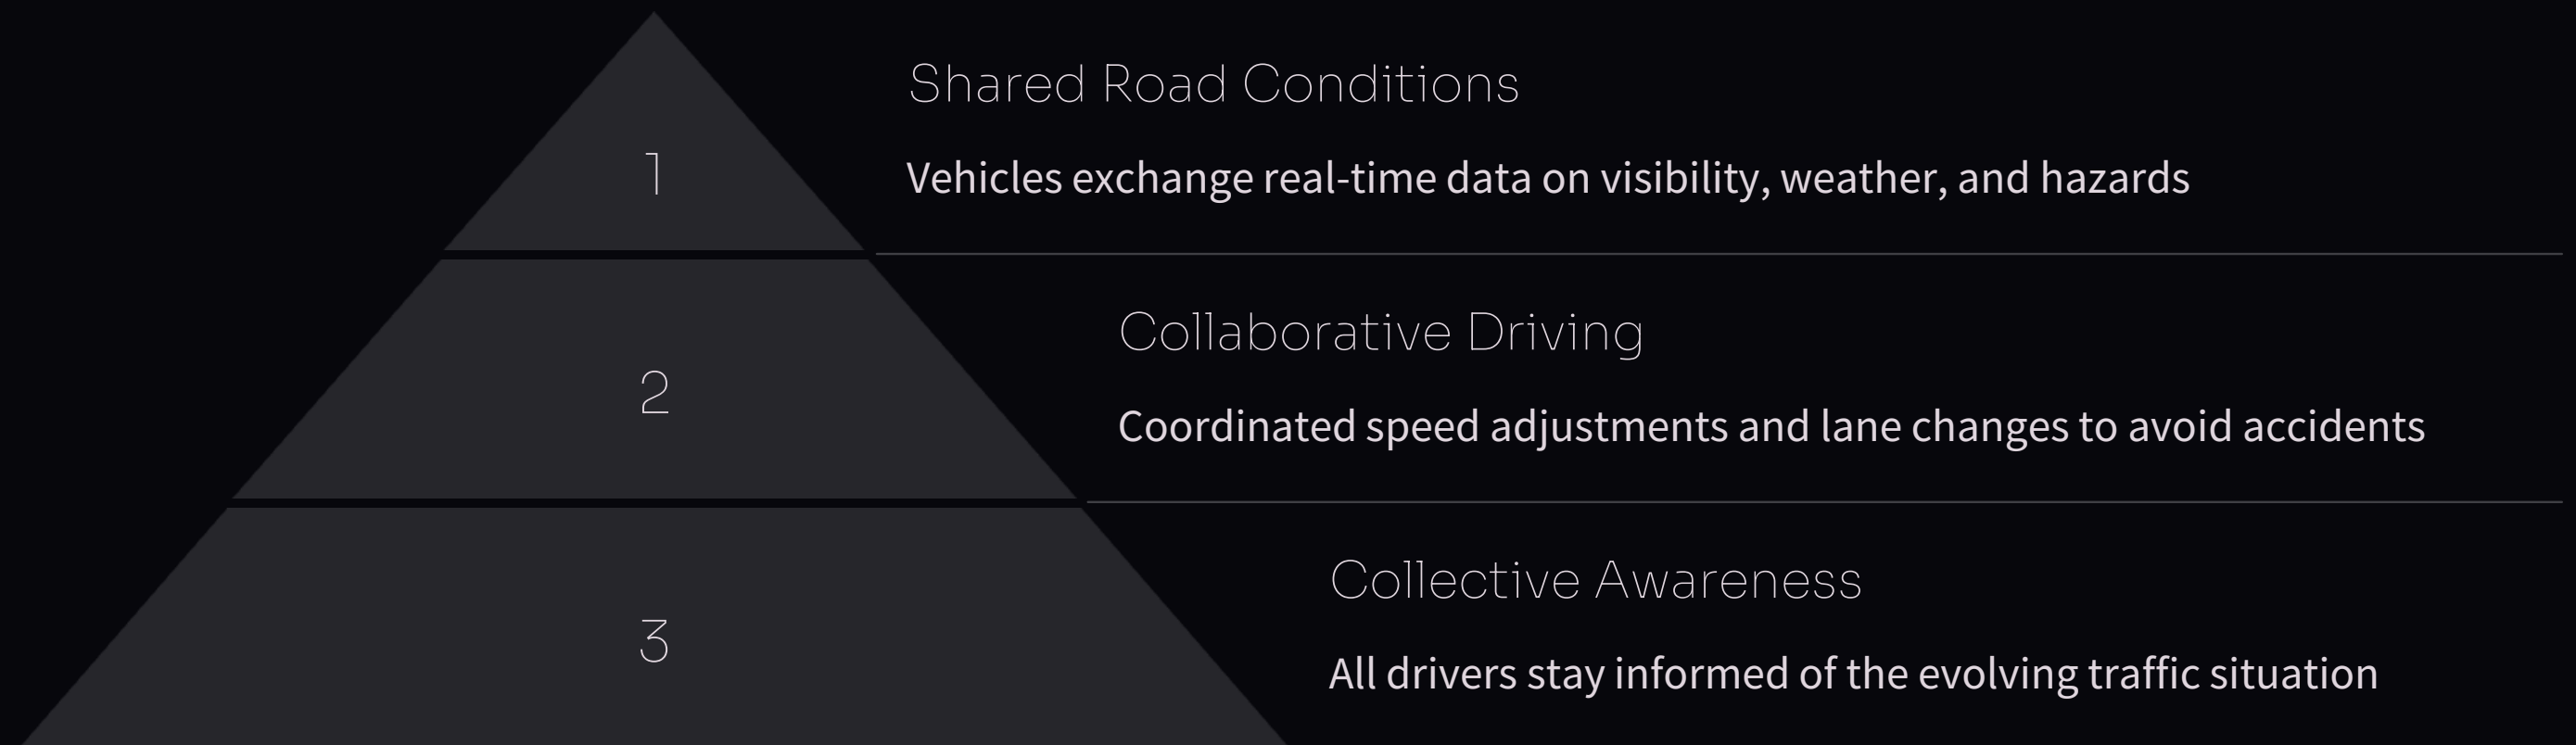 1
Shared Road Conditions
Vehicles exchange real-time data on visibility, weather, and hazards
2
Collaborative Driving
Coordinated speed adjustments and lane changes to avoid accidents
3
Collective Awareness
All drivers stay informed of the evolving traffic situation